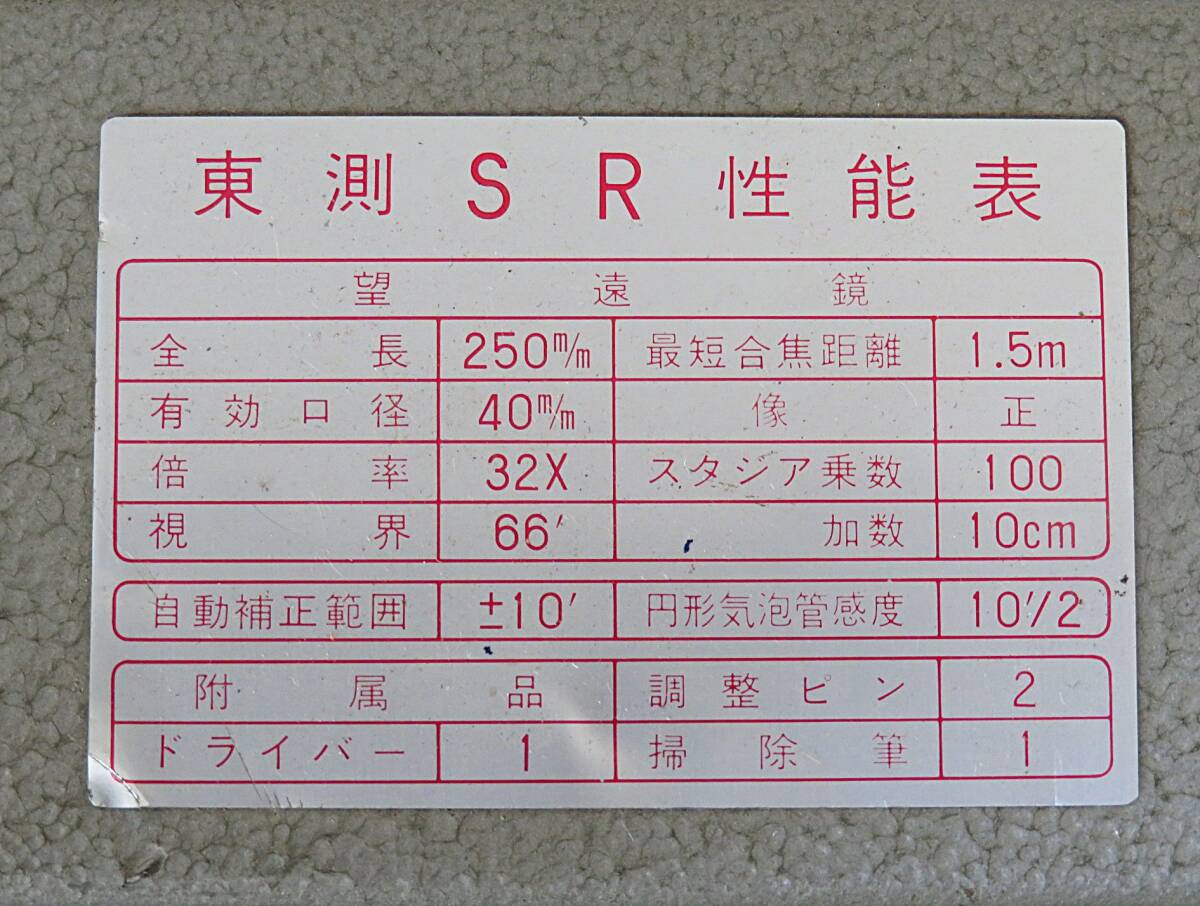 東測SR性能表
望遠鏡
全長 250m/m 最短合焦距離 1.5m
有効口径 40m/m 像 正
倍率 32X スタジア乗数 100
視界 66′ 加数 10cm
自動補正範囲 ±10′ 円形気泡管感度 10′/2
附属品 調整ピン 2
ドライバー 1 掃除筆 1